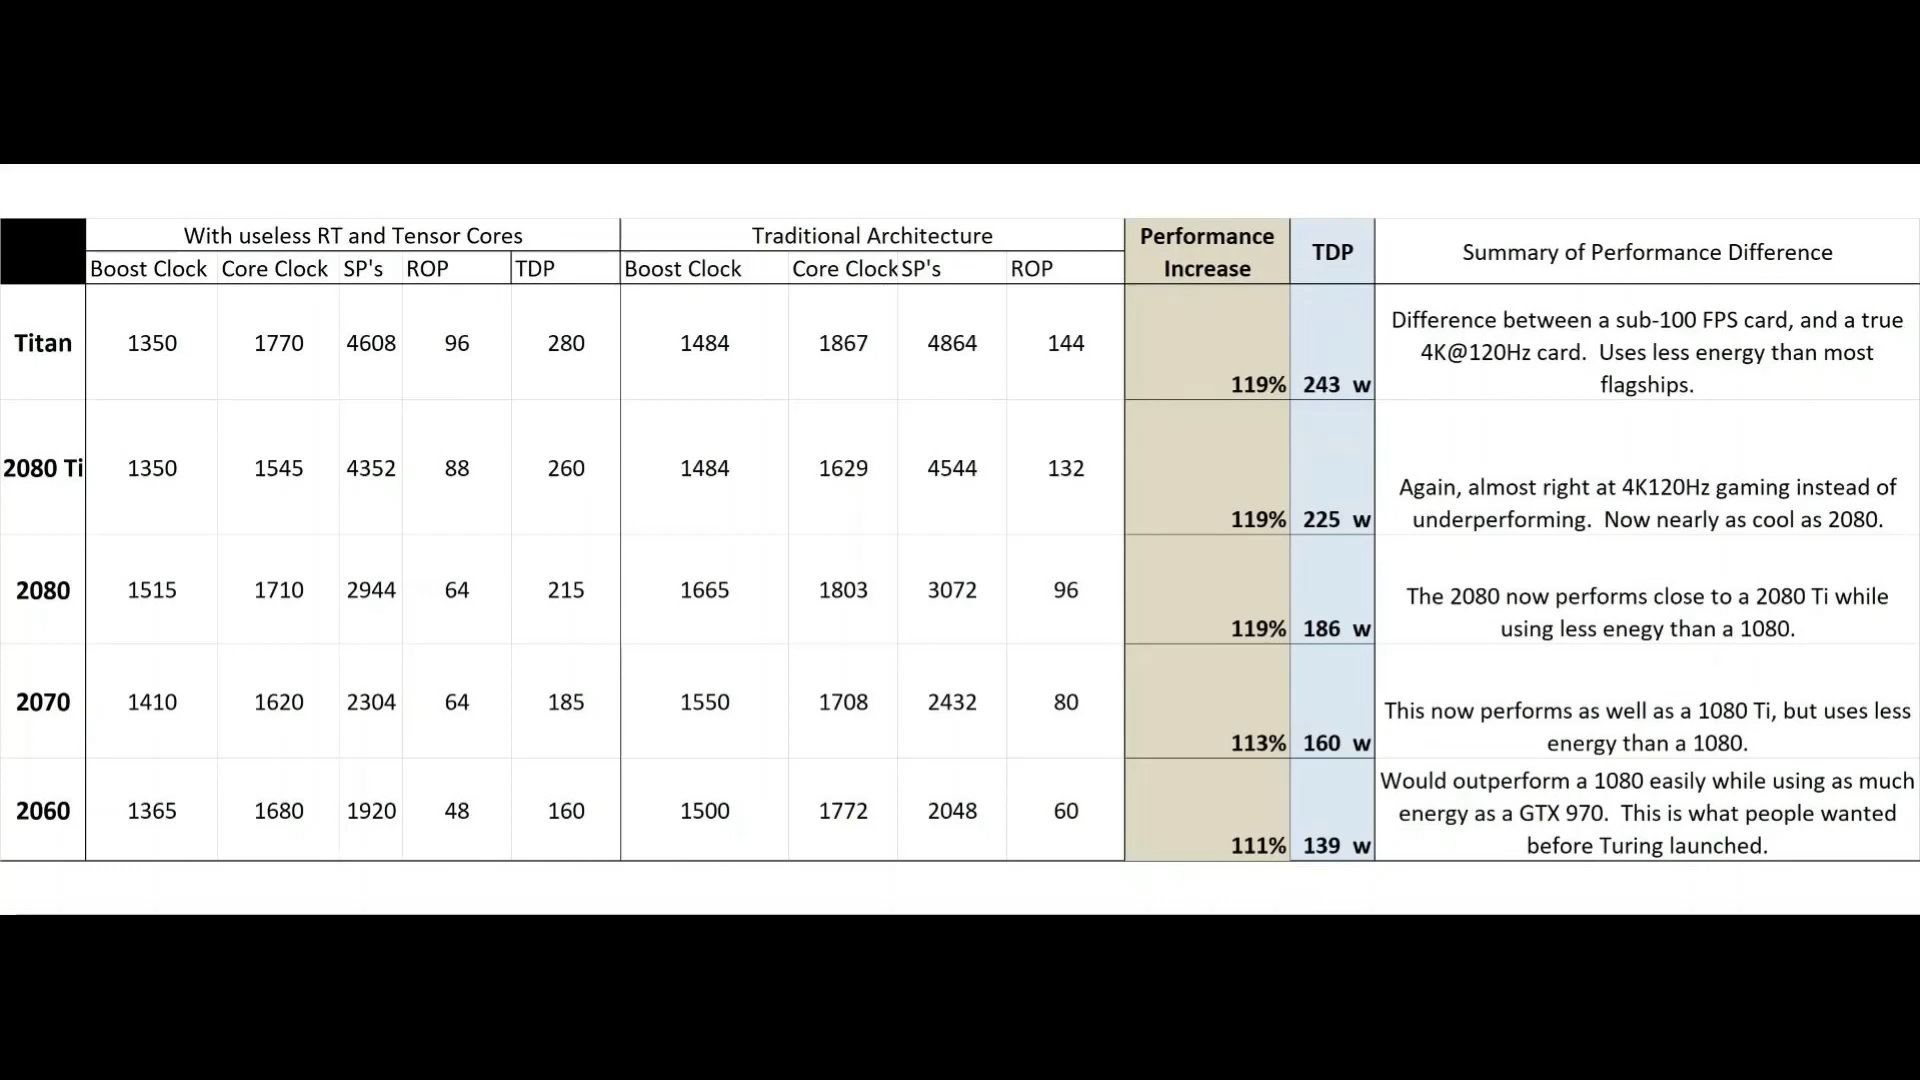 With useless RT and Tensor Cores Traditional Architecture Performance Increase TDP Summary of Performance Difference
Boost Clock Core Clock SP's ROP TDP Boost Clock Core Clock SP's ROP
Titan 1350 1770 4608 96 280 1484 1867 4864 144 119% 243 w
Difference between a sub-100 FPS card, and a true
4K@120Hz card. Uses less energy than most
flagships.
2080 Ti 1350 1545 4352 88 260 1484 1629 4544 132 119% 225 w
Again, almost right at 4K120Hz gaming instead of
underperforming. Now nearly as cool as 2080.
2080 1515 1710 2944 64 215 1665 1803 3072 96 119% 186 w
The 2080 now performs close to a 2080 Ti while
using less enegy than a 1080.
2070 1410 1620 2304 64 185 1550 1708 2432 80 113% 160 w
This now performs as well as a 1080 Ti, but uses less
energy than a 1080.
2060 1365 1680 1920 48 160 1500 1772 2048 60 111% 139 w
Would outperform a 1080 easily while using as much
energy as a GTX 970. This is what people wanted
before Turing launched.